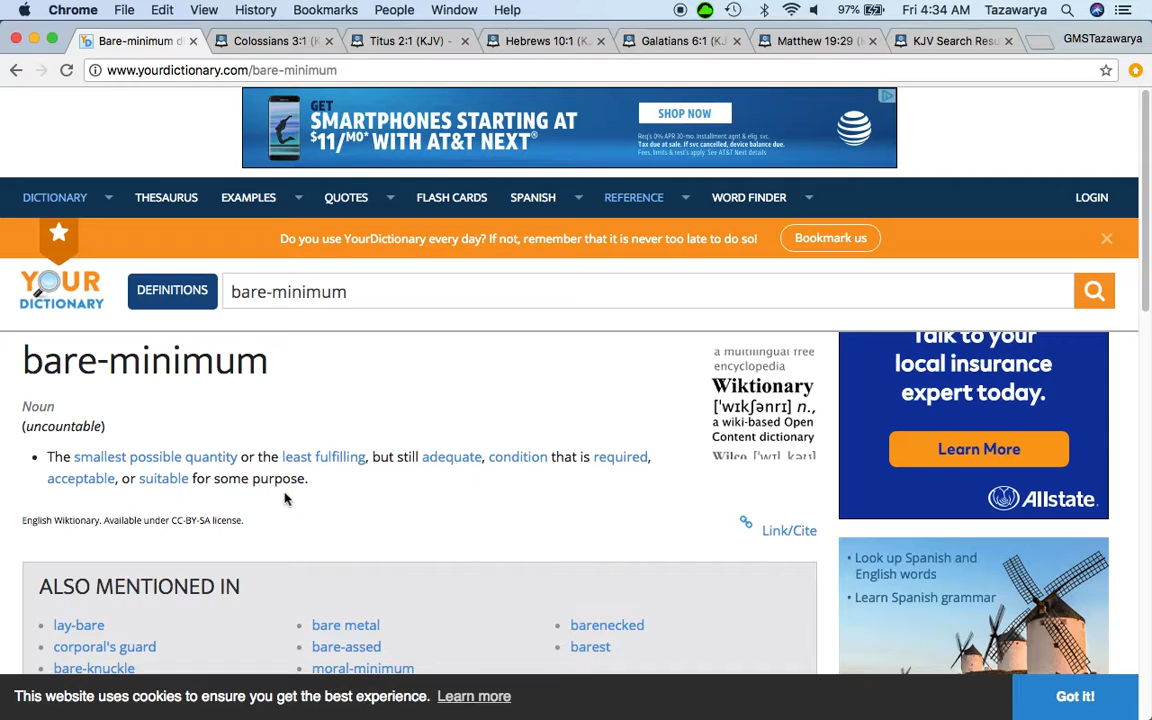 Chrome File Edit View History Bookmarks People Window Help 97% Fri 4:34 AM Tazawarya
Bare-minimum d Colossians 3:1 (K Titus 2:1 (KJV) - Hebrews 10:1 (KJ Galatians 6:1 (KJ Matthew 19:29 ( KJV Search Resu GMSTazawarya
www.yourdictionary.com/bare-minimum
GET
SMARTPHONES STARTING AT
$11/MO* WITH AT&T NEXT®
SHOP NOW
Req's 0% APR 30-mo. installment agmt & elig. svc.
Tax due at sale. If svc cancelled, device balance due.
Fees, limits & restr's apply. See AT&T Next details
DICTIONARY THESAURUS EXAMPLES QUOTES FLASH CARDS SPANISH REFERENCE WORD FINDER LOGIN
Do you use YourDictionary every day? If not, remember that it is never too late to do so! Bookmark us
YOUR
DICTIONARY
DEFINITIONS
bare-minimum
bare-minimum
Noun
(uncountable)
The smallest possible quantity or the least fulfilling, but still adequate, condition that is required,
acceptable, or suitable for some purpose.
English Wiktionary. Available under CC-BY-SA license.
a multilingual free
encyclopedia
Wiktionary
['wɪkʃənrɪ] n.,
a wiki-based Open
Content dictionary
Wilco ['wɪl,kəʊ]
Link/Cite
Talk to your
local insurance
expert today.
Learn More
Allstate
ALSO MENTIONED IN
lay-bare bare metal barenecked
corporal's guard bare-assed barest
bare-knuckle moral-minimum
• Look up Spanish and
English words
• Learn Spanish grammar
This website uses cookies to ensure you get the best experience. Learn more Got it!